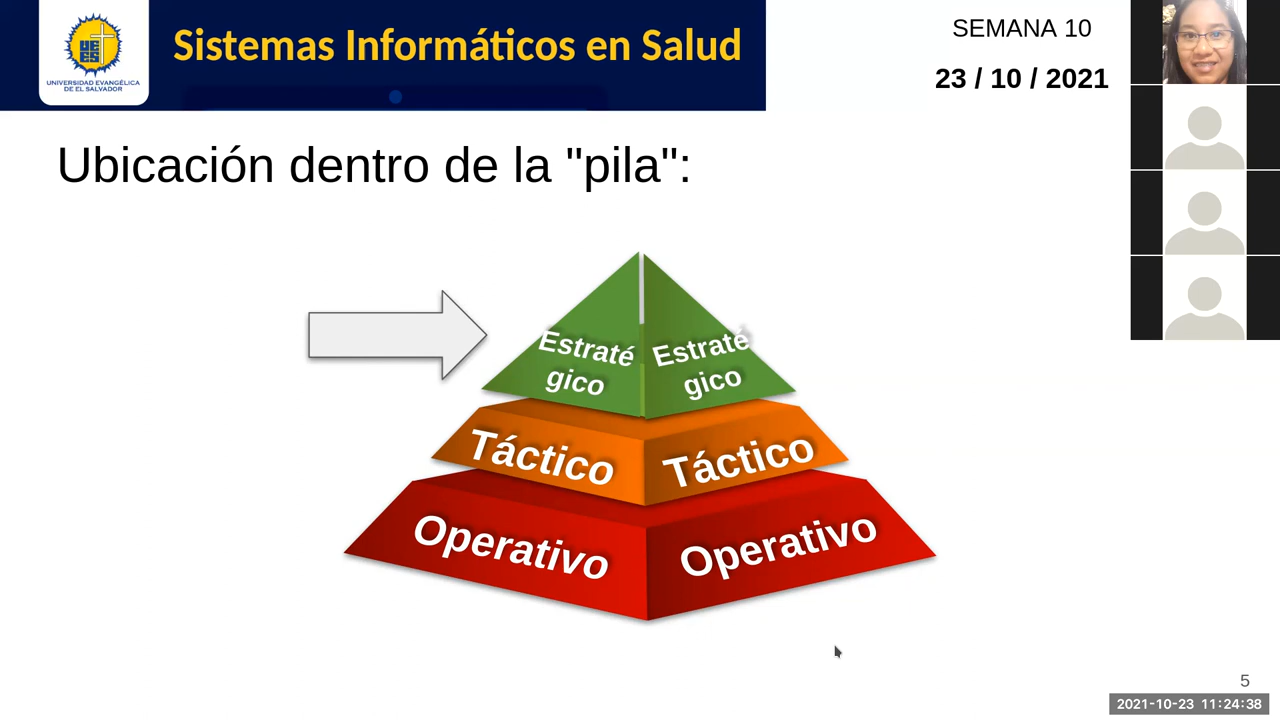 UNIVERSIDAD EVANGÉLICA
DE EL SALVADOR
Sistemas Informáticos en Salud
SEMANA 10
23 / 10 / 2021
Ubicación dentro de la "pila":
Estraté
gico
Estraté
gico
Táctico
Táctico
Operativo
Operativo
5
2021-10-23 11:24:38